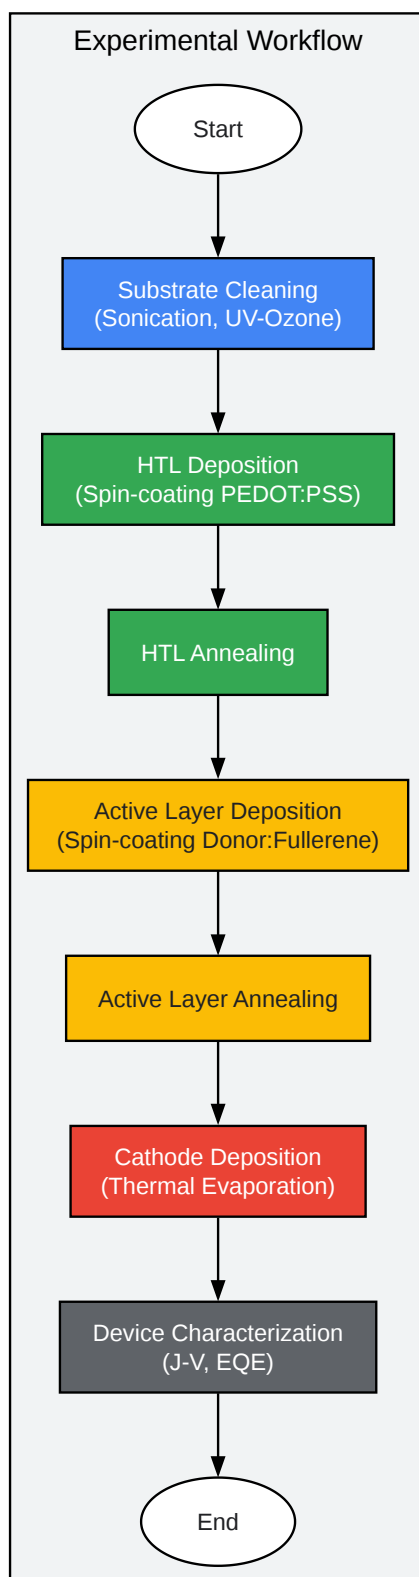 Experimental Workflow
Start
Substrate Cleaning
(Sonication, UV-Ozone)
HTL Deposition
(Spin-coating PEDOT:PSS)
HTL Annealing
Active Layer Deposition
(Spin-coating Donor:Fullerene)
Active Layer Annealing
Cathode Deposition
(Thermal Evaporation)
Device Characterization
(J-V, EQE)
End